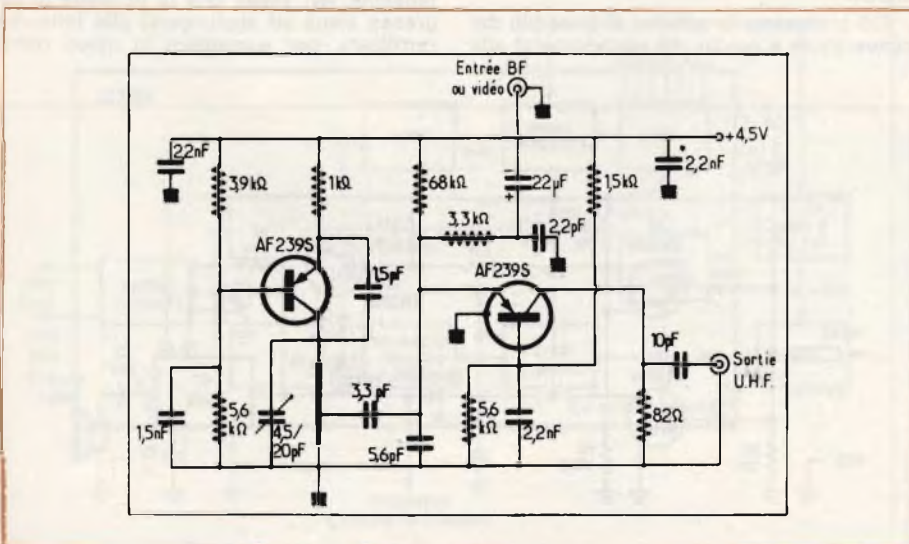 Entrée BF
ou vidéo
+4,5V
22nF
3,9kΩ
1kΩ
68kΩ
22µF
1,5kΩ
2,2nF
3,3kΩ
2,2pF
AF239S
1,5pF
AF239S
10pF
Sortie
U.H.F.
3,3pF
1,5nF
5,6
kΩ
4,5/
20pF
5,6pF
5,6
kΩ
2,2nF
82Ω